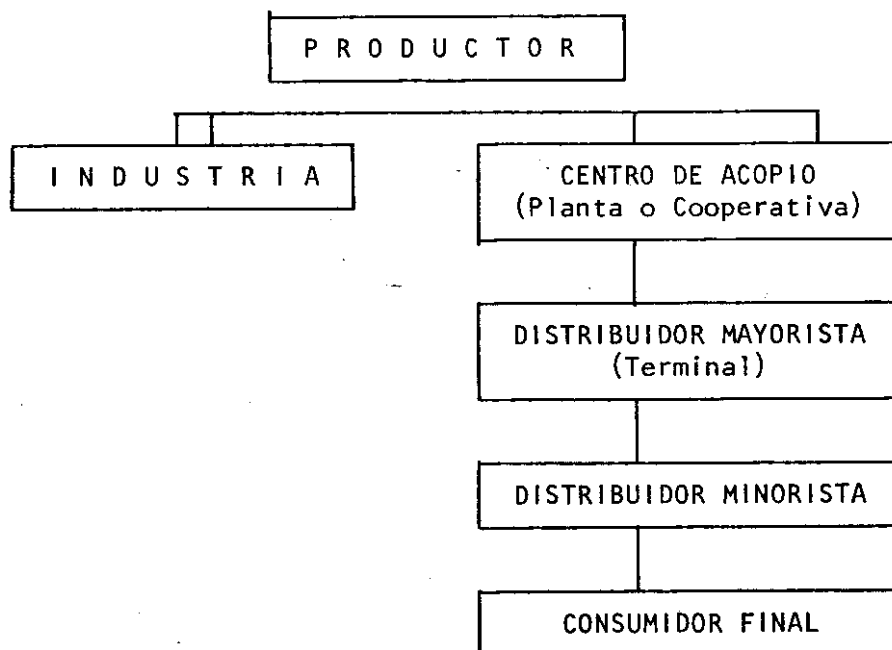 PRODUCTOR
INDUSTRIA
CENTRO DE ACOPIO
(Planta o Cooperativa)
DISTRIBUIDOR MAYORISTA
(Terminal)
DISTRIBUIDOR MINORISTA
CONSUMIDOR FINAL